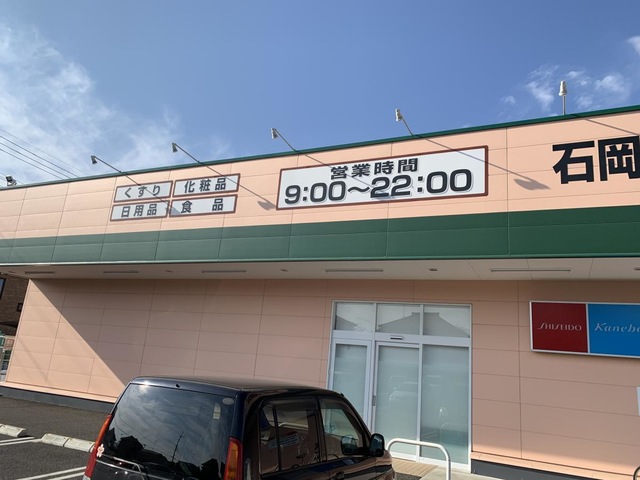 くすり 化粧品
日用品 食品
営業時間
9:00～22:00
石岡
SHISEIDO
Kanebo